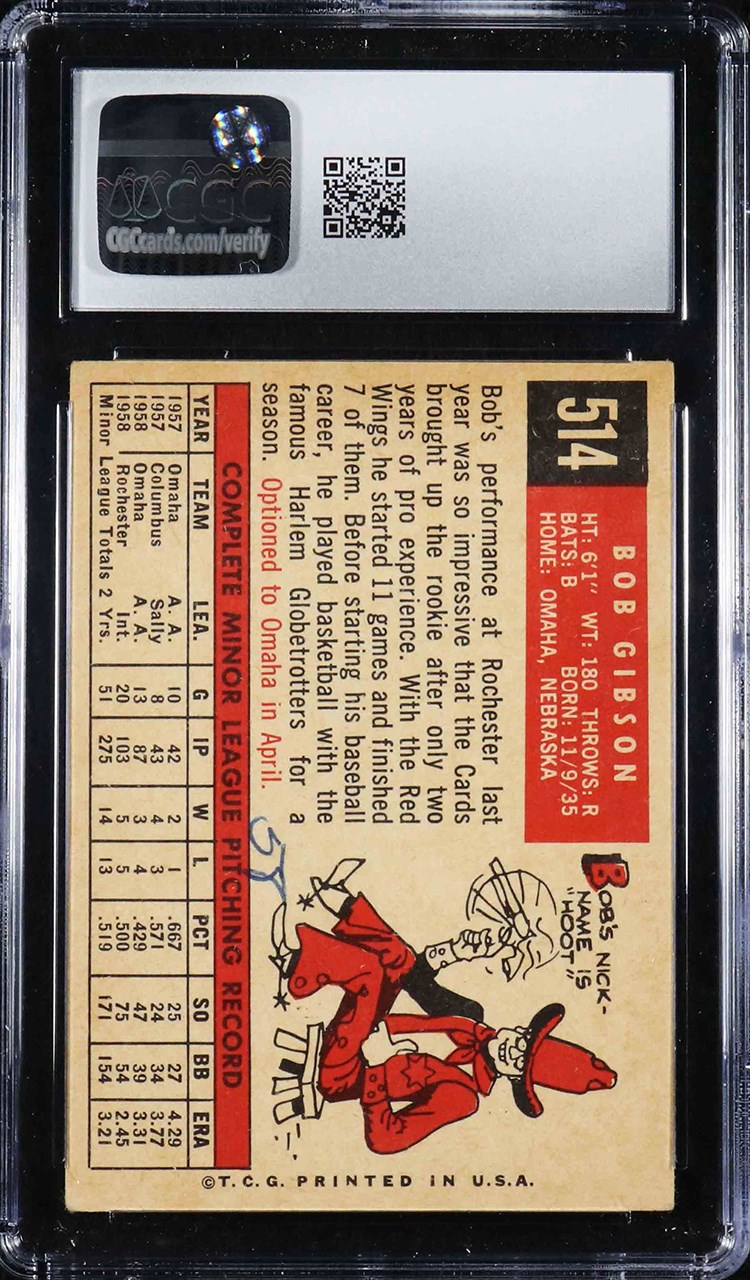 CGC
CGCcards.com/verify
514
BOB GIBSON
HT: 6'1" WT: 180 THROWS: R
BATS: B BORN: 11/9/35
HOME: OMAHA, NEBRASKA
Bob's performance at Rochester last
year was so impressive that the Cards
brought up the rookie after only two
years of pro experience. With the Red
Wings he started 11 games and finished
7 of them. Before starting his baseball
career, he played basketball with the
famous Harlem Globetrotters for a
season. Optioned to Omaha in April.
BOB'S NICK-
NAME IS
"HOOT"
COMPLETE MINOR LEAGUE PITCHING RECORD
YEAR TEAM LEA. G IP W L PCT SO BB ERA
1957 Omaha A. A. 10 42 2 1 .667 25 27 4.29
1957 Columbus Sally 8 43 4 3 .571 24 34 3.77
1958 Omaha A. A. 13 87 3 4 .429 47 39 3.31
1958 Rochester Int. 20 103 5 5 .500 75 54 2.45
Minor League Totals 2 Yrs. 51 275 14 13 .519 171 154 3.21
©T.C.G. PRINTED IN U.S.A.